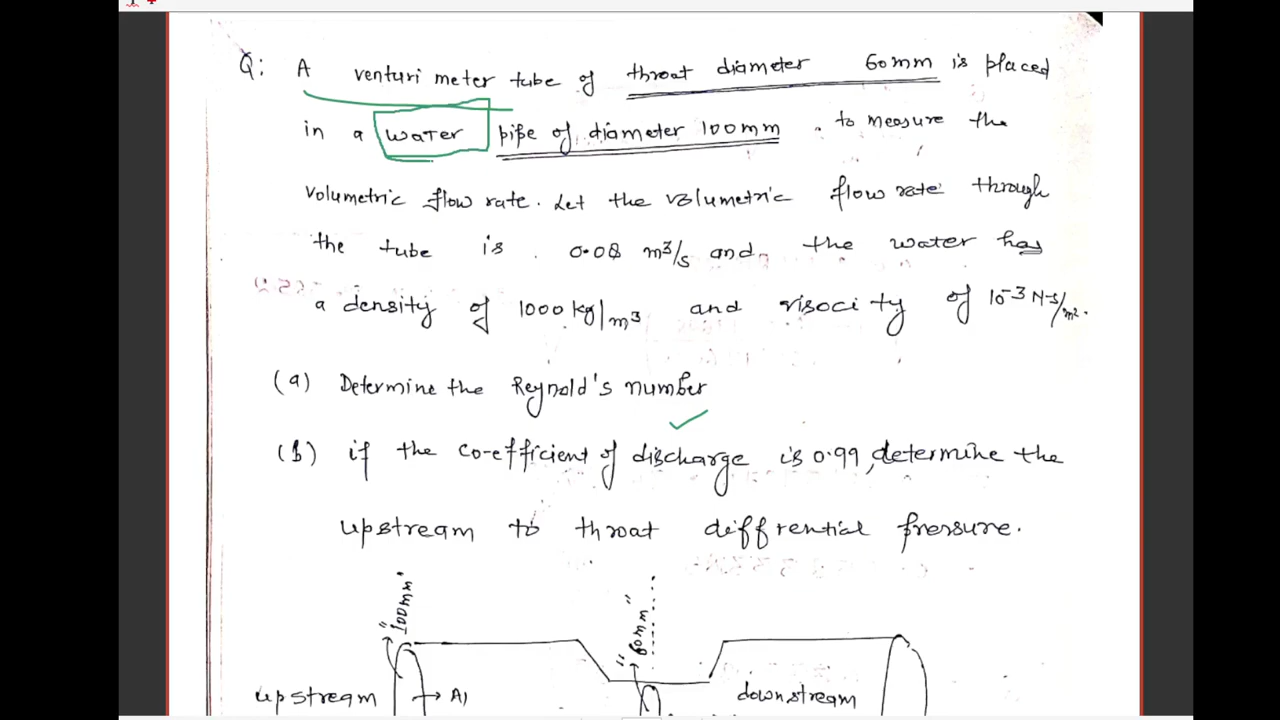 Q: A venturi meter tube of throat diameter 60mm is placed
in a water pipe of diameter 100mm . to measure the
volumetric flow rate. Let the volumetric flow rate through
the tube is 0.08 m3/s and the water has
a density of 1000 kg/m3 and visocity of 10-3 N-s/m2.
(a) Determine the Reynold's number
(b) if the co-efficient of discharge is 0.99, determine the
upstream to throat diffrential pressure.
"100mm"
"60mm"
upstream → A1 downstream